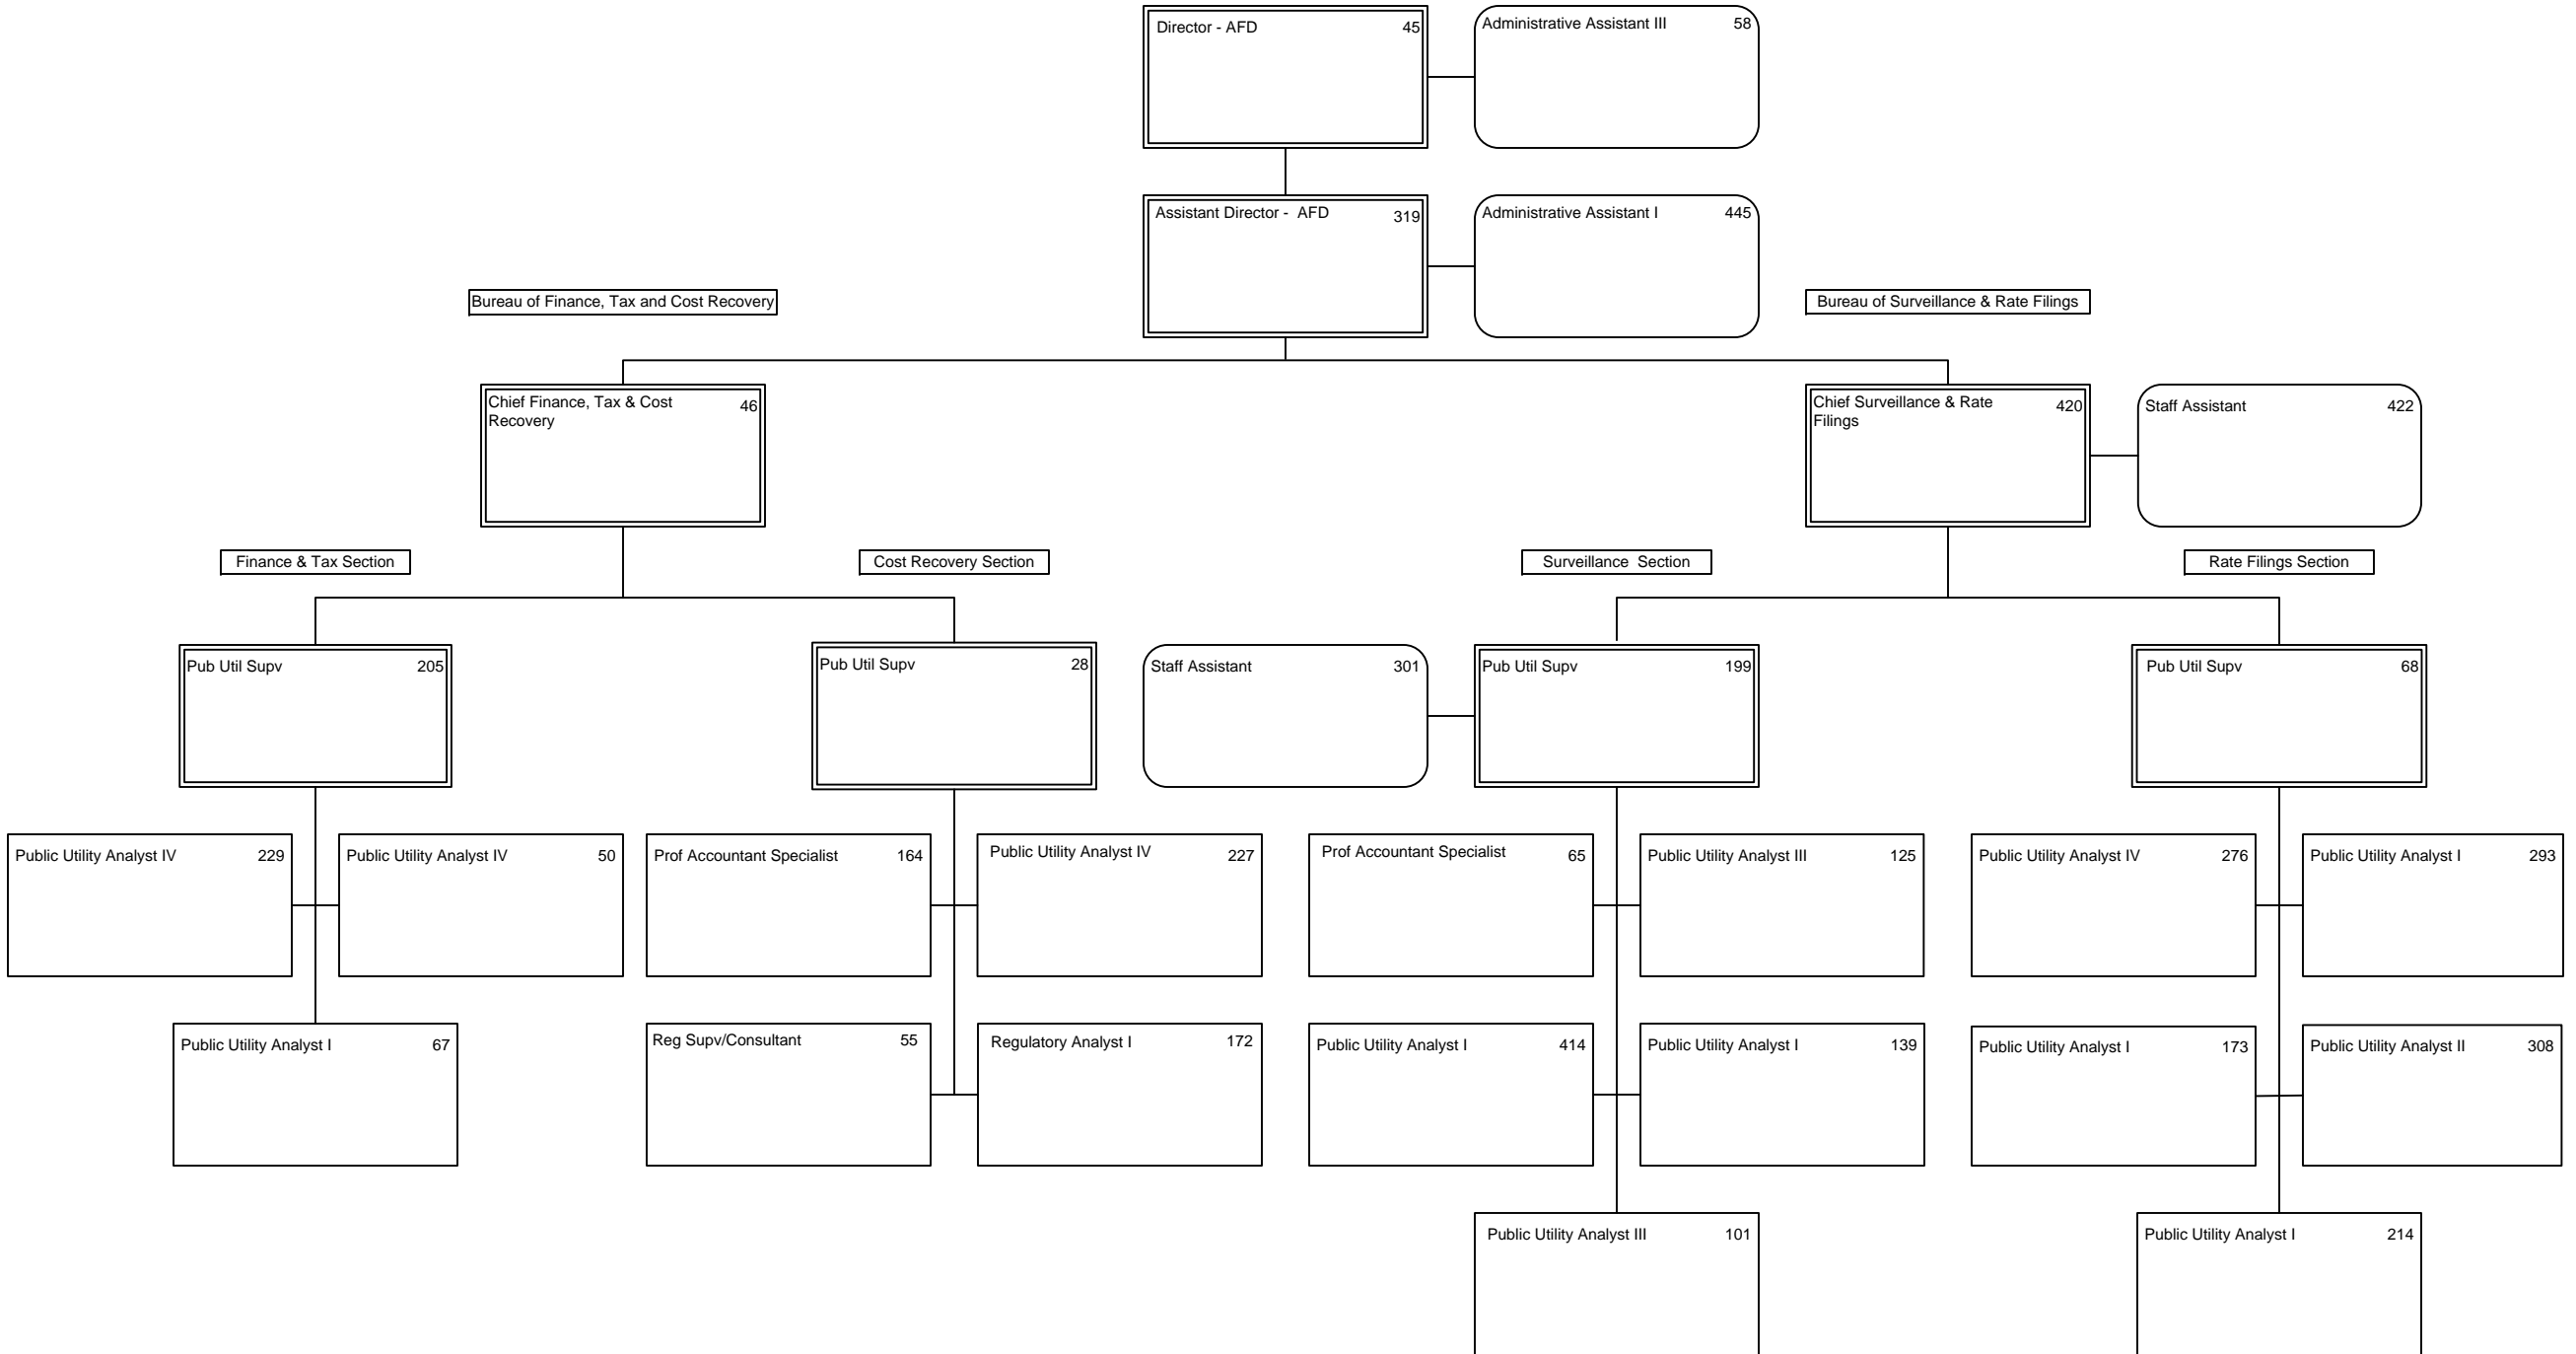 Director - AFD 45
Administrative Assistant III 58
Assistant Director -  AFD 319
Administrative Assistant I 445
Bureau of Finance, Tax and Cost Recovery
Bureau of Surveillance & Rate Filings
Chief Finance, Tax & Cost 46
Recovery
Chief Surveillance & Rate 420
Filings
Staff Assistant 422
Finance & Tax Section
Cost Recovery Section
Surveillance  Section
Rate Filings Section
Pub Util Supv 205
Pub Util Supv 28
Staff Assistant 301
Pub Util Supv 199
Pub Util Supv 68
Public Utility Analyst IV 229
Public Utility Analyst IV 50
Prof Accountant Specialist 164
Public Utility Analyst IV 227
Prof Accountant Specialist 65
Public Utility Analyst III 125
Public Utility Analyst IV 276
Public Utility Analyst I 293
Public Utility Analyst I 67
Reg Supv/Consultant 55
Regulatory Analyst I 172
Public Utility Analyst I 414
Public Utility Analyst I 139
Public Utility Analyst I 173
Public Utility Analyst II 308
Public Utility Analyst III 101
Public Utility Analyst I 214